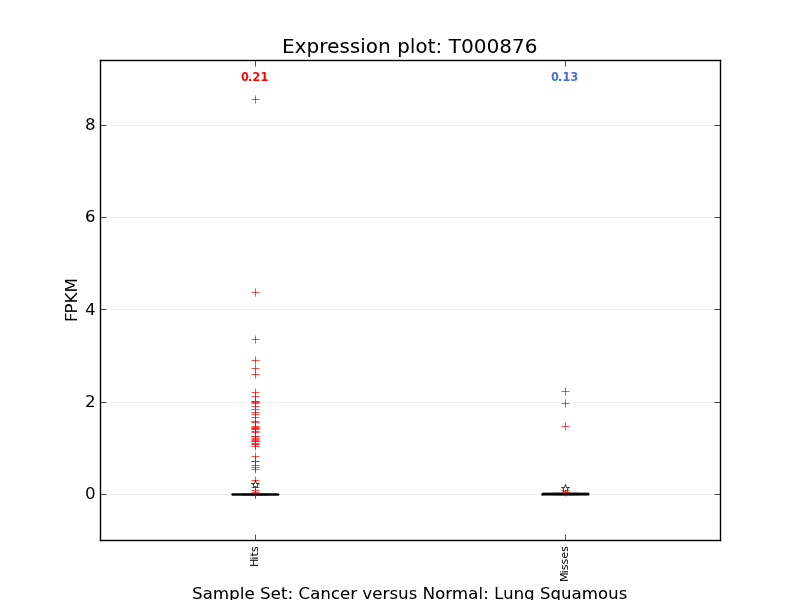 Expression plot: T000876
0.21
0.13
8
6
4
2
0
FPKM
Hits
Misses
Sample Set: Cancer versus Normal: Lung Squamous